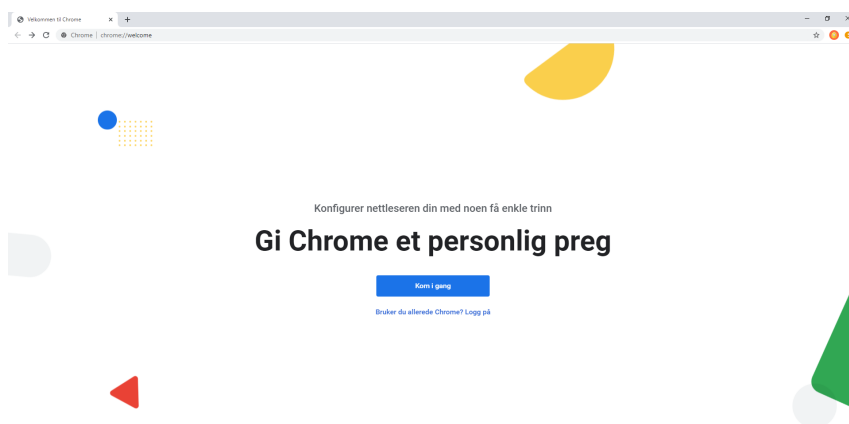 Velkommen til Chrome
Chrome | chrome://welcome
Konfigurer nettleseren din med noen få enkle trinn
Gi Chrome et personlig preg
Kom i gang
Bruker du allerede Chrome? Logg på